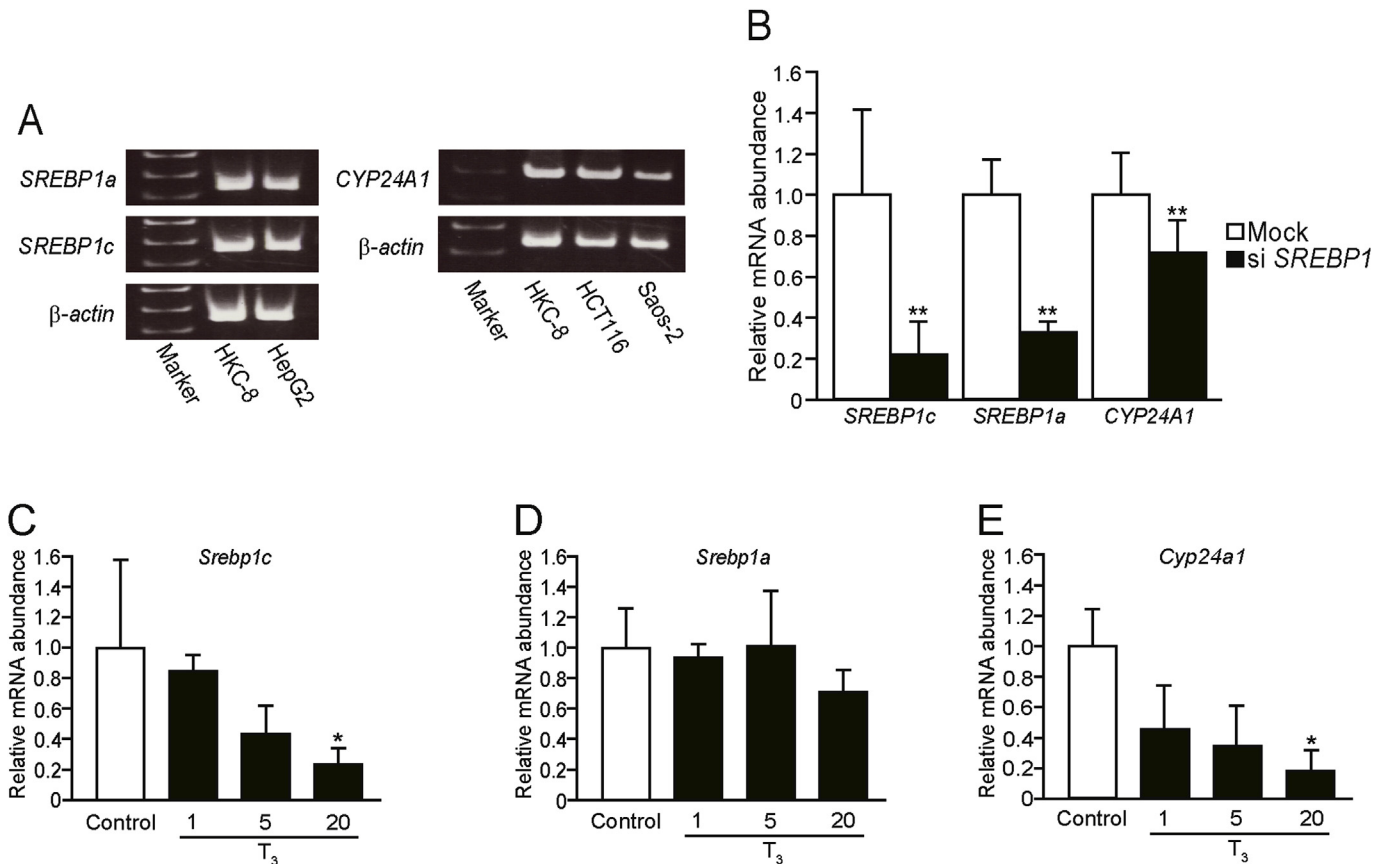 A
SREBP1a
SREBP1c
β-actin
Marker
HKC-8
HepG2
CYP24A1
β-actin
Marker
HKC-8
HCT116
Saos-2
B
Relative mRNA abundance
1.6
1.4
1.2
1.0
0.8
0.6
0.4
0.2
0
** ** **
SREBP1c SREBP1a CYP24A1
Mock
si SREBP1
C
Srebp1c
Relative mRNA abundance
1.6
1.4
1.2
1.0
0.8
0.6
0.4
0.2
0
*
Control 1 5 20
T3
D
Srebp1a
Relative mRNA abundance
1.6
1.4
1.2
1.0
0.8
0.6
0.4
0.2
0
Control 1 5 20
T3
E
Cyp24a1
Relative mRNA abundance
1.6
1.4
1.2
1.0
0.8
0.6
0.4
0.2
0
*
Control 1 5 20
T3